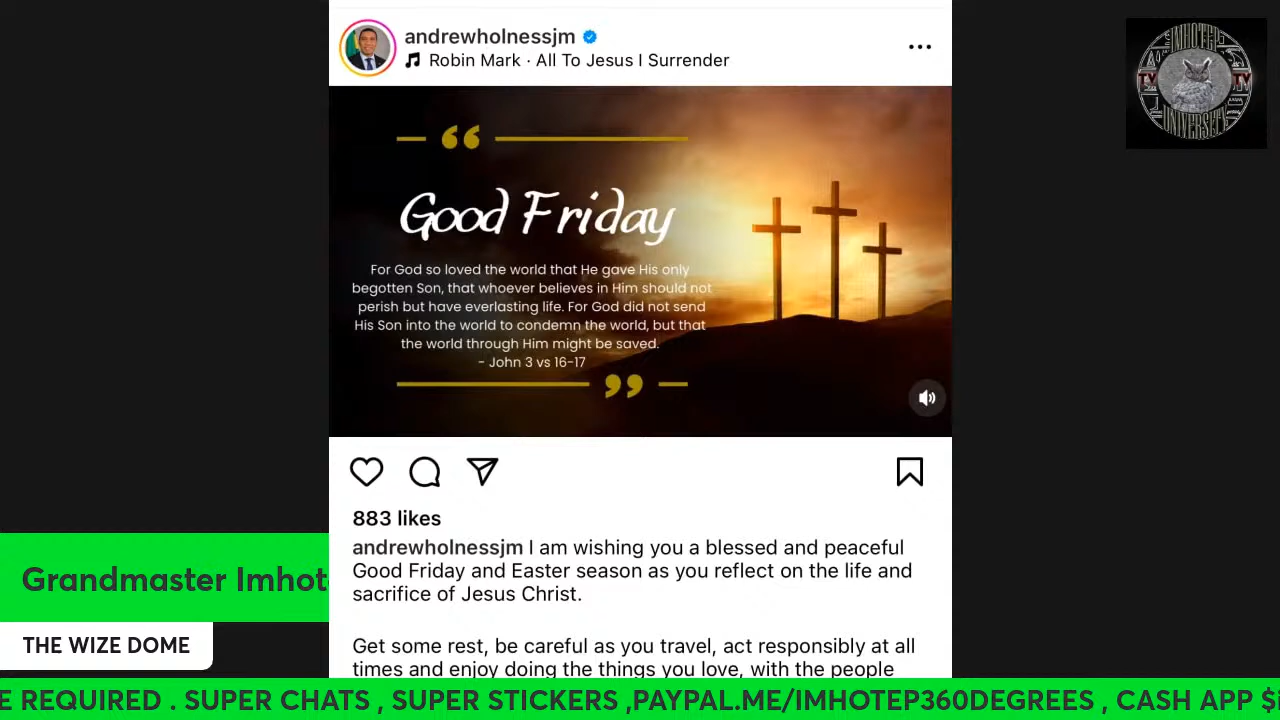 andrewholnessjm
Robin Mark · All To Jesus I Surrender
IMHOTEP
TV TV
UNIVERSITY
“
Good Friday
For God so loved the world that He gave His only
begotten Son, that whoever believes in Him should not
perish but have everlasting life. For God did not send
His Son into the world to condemn the world, but that
the world through Him might be saved.
- John 3 vs 16-17
”
883 likes
andrewholnessjm I am wishing you a blessed and peaceful
Good Friday and Easter season as you reflect on the life and
sacrifice of Jesus Christ.
Get some rest, be careful as you travel, act responsibly at all
times and enjoy doing the things you love, with the people
Grandmaster Imhot
THE WIZE DOME
E REQUIRED . SUPER CHATS , SUPER STICKERS ,PAYPAL.ME/IMHOTEP360DEGREES , CASH APP $